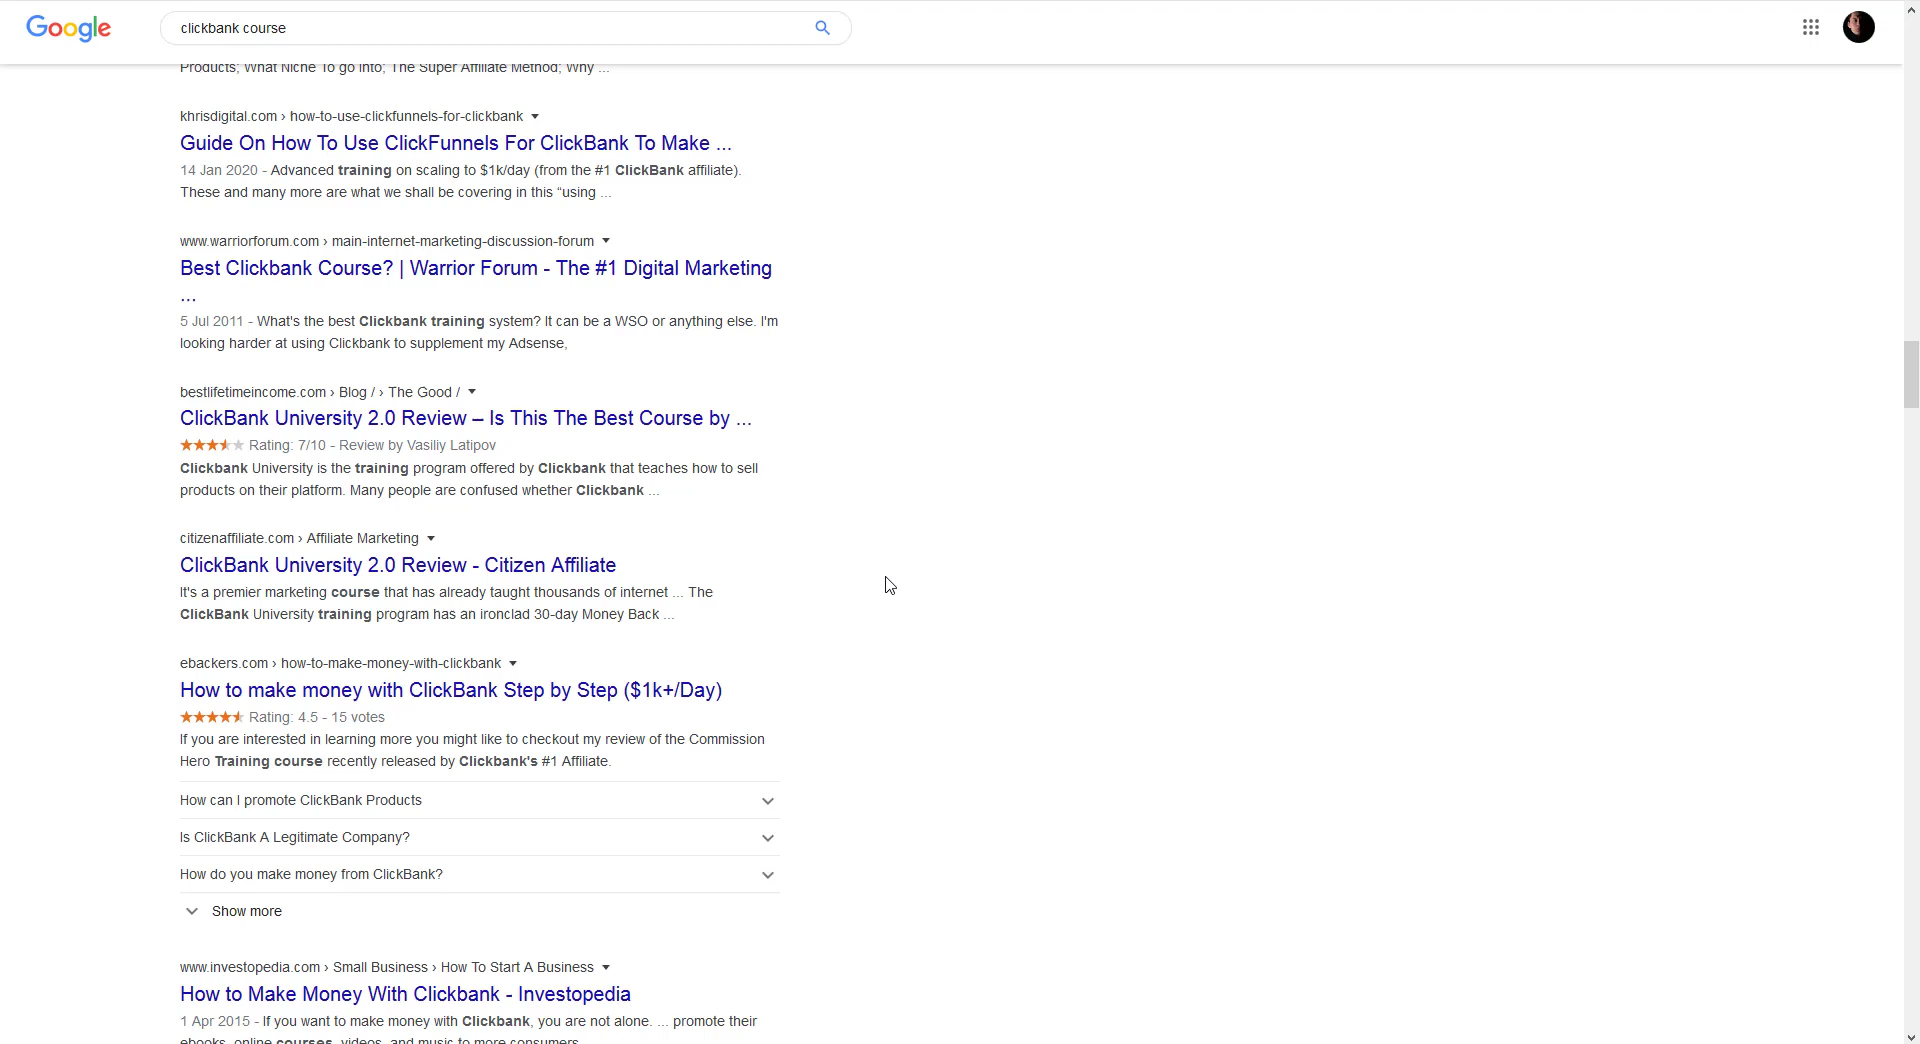 Google
clickbank course
Products; What Niche To go into; The Super Affiliate Method; Why ...
khrisdigital.com › how-to-use-clickfunnels-for-clickbank
Guide On How To Use ClickFunnels For ClickBank To Make ...
14 Jan 2020 - Advanced training on scaling to $1k/day (from the #1 ClickBank affiliate).
These and many more are what we shall be covering in this “using ...
www.warriorforum.com › main-internet-marketing-discussion-forum
Best Clickbank Course? | Warrior Forum - The #1 Digital Marketing
...
5 Jul 2011 - What's the best Clickbank training system? It can be a WSO or anything else. I'm
looking harder at using Clickbank to supplement my Adsense,
bestlifetimeincome.com › Blog / › The Good /
ClickBank University 2.0 Review – Is This The Best Course by ...
Rating: 7/10 - Review by Vasiliy Latipov
Clickbank University is the training program offered by Clickbank that teaches how to sell
products on their platform. Many people are confused whether Clickbank ...
citizenaffiliate.com › Affiliate Marketing
ClickBank University 2.0 Review - Citizen Affiliate
It's a premier marketing course that has already taught thousands of internet ... The
ClickBank University training program has an ironclad 30-day Money Back ...
ebackers.com › how-to-make-money-with-clickbank
How to make money with ClickBank Step by Step ($1k+/Day)
Rating: 4.5 - 15 votes
If you are interested in learning more you might like to checkout my review of the Commission
Hero Training course recently released by Clickbank's #1 Affiliate.
How can I promote ClickBank Products
Is ClickBank A Legitimate Company?
How do you make money from ClickBank?
Show more
www.investopedia.com › Small Business › How To Start A Business
How to Make Money With Clickbank - Investopedia
1 Apr 2015 - If you want to make money with Clickbank, you are not alone. ... promote their
ebooks, online courses, videos, and music to more consumers.